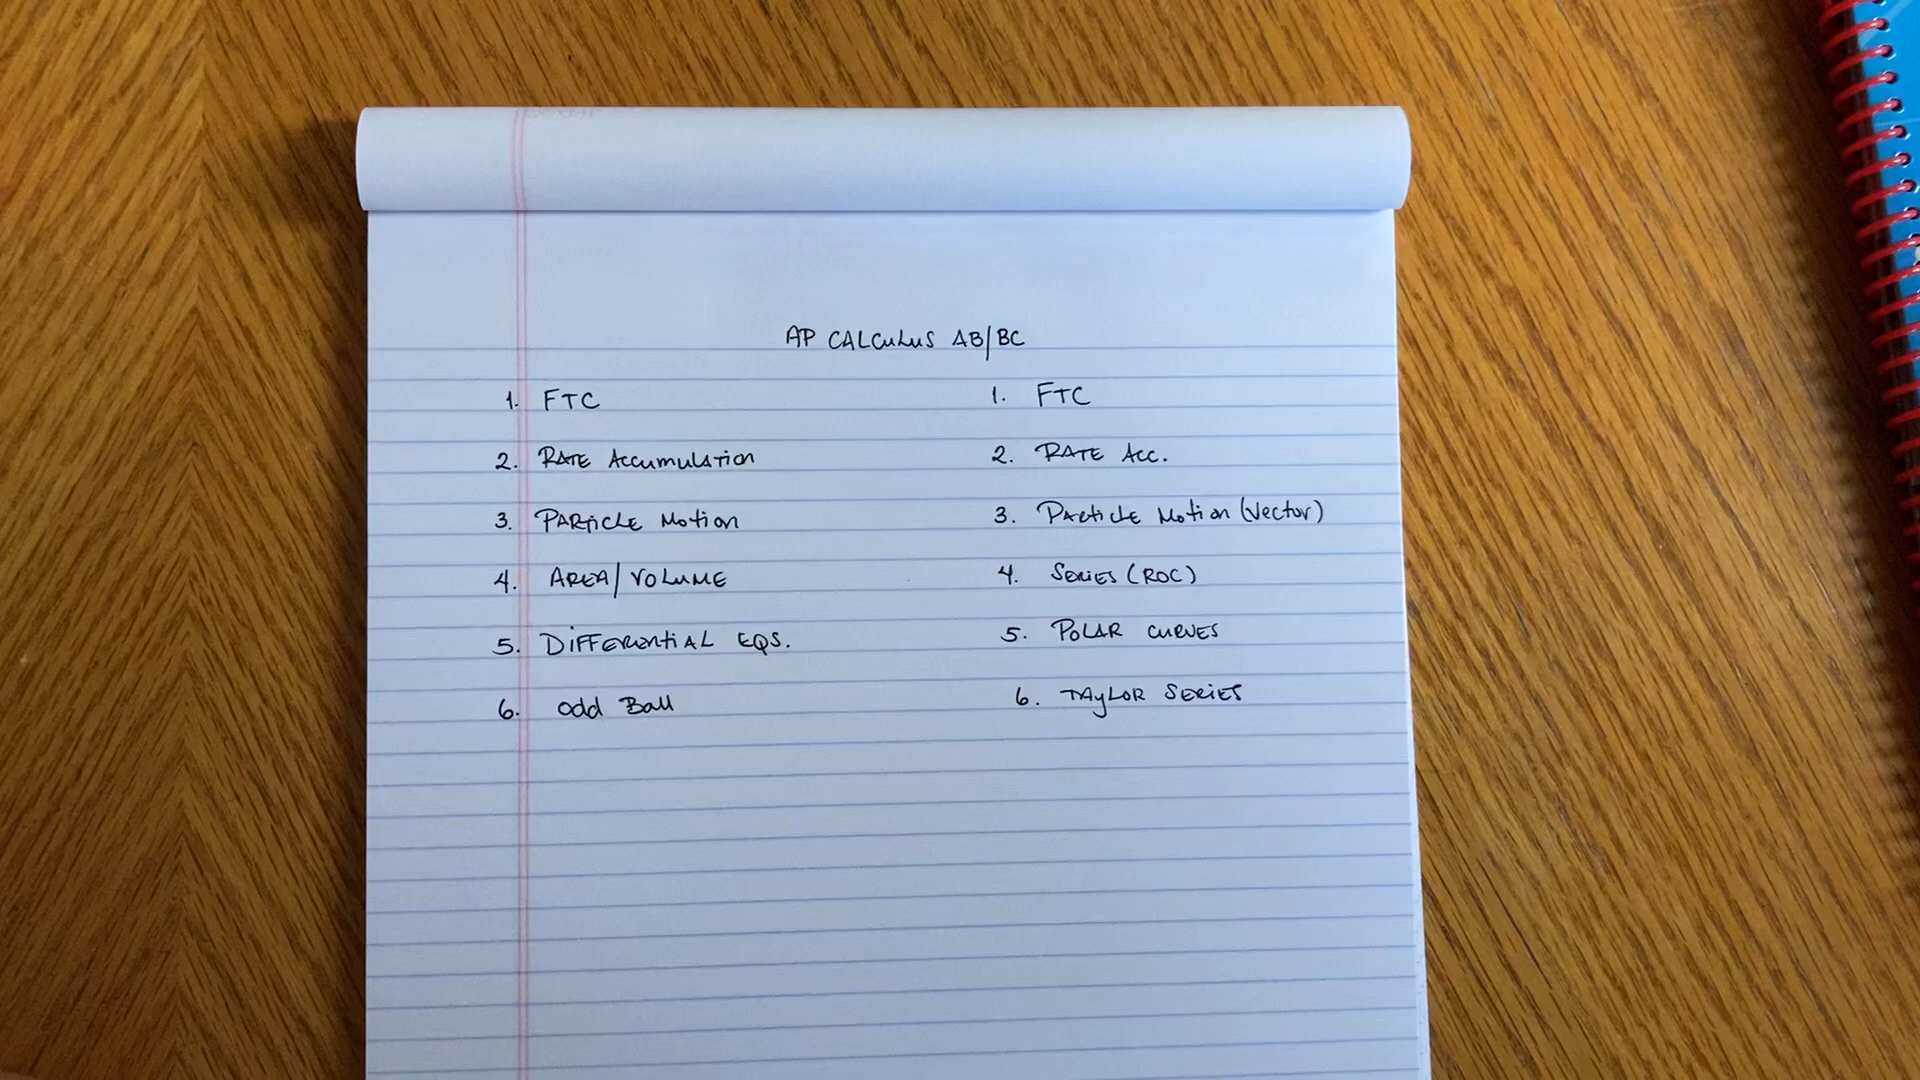 AP CALCULUS AB/BC
1. FTC
2. RATE ACCUMULATION
3. PARTICLE MOTION
4. AREA/VOLUME
5. DIFFERENTIAL EQS.
6. Odd Ball
1. FTC
2. RATE ACC.
3. PARTICLE MOTION (Vector)
4. SERIES (ROC)
5. POLAR CURVES
6. TAYLOR SERIES